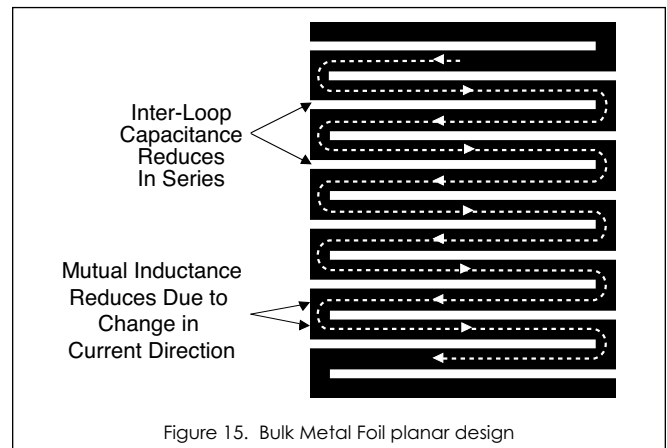 Inter-Loop
Capacitance
Reduces
In Series
Mutual Inductance
Reduces Due to
Change in
Current Direction
Figure 15. Bulk Metal Foil planar design